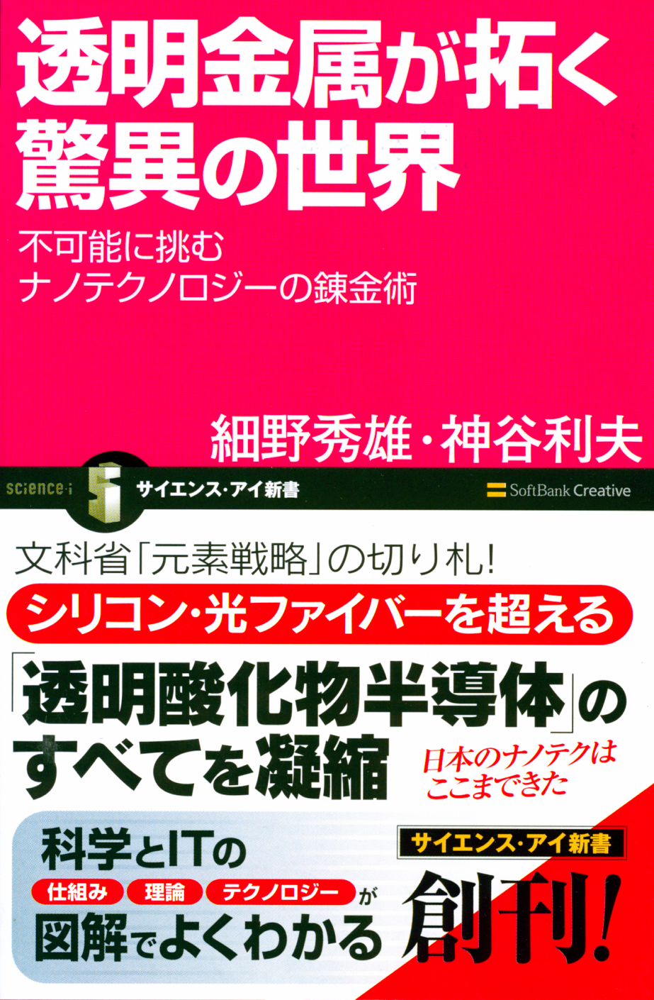 透明金属が拓く
驚異の世界
不可能に挑む
ナノテクノロジーの錬金術
細野秀雄・神谷利夫
science·i
サイエンス・アイ新書
SoftBank Creative
文科省「元素戦略」の切り札!
シリコン・光ファイバーを超える
「透明酸化物半導体」の
すべてを凝縮
日本のナノテクは
ここまできた
科学とITの
仕組み 理論 テクノロジー が
図解でよくわかる
サイエンス・アイ新書
創刊!